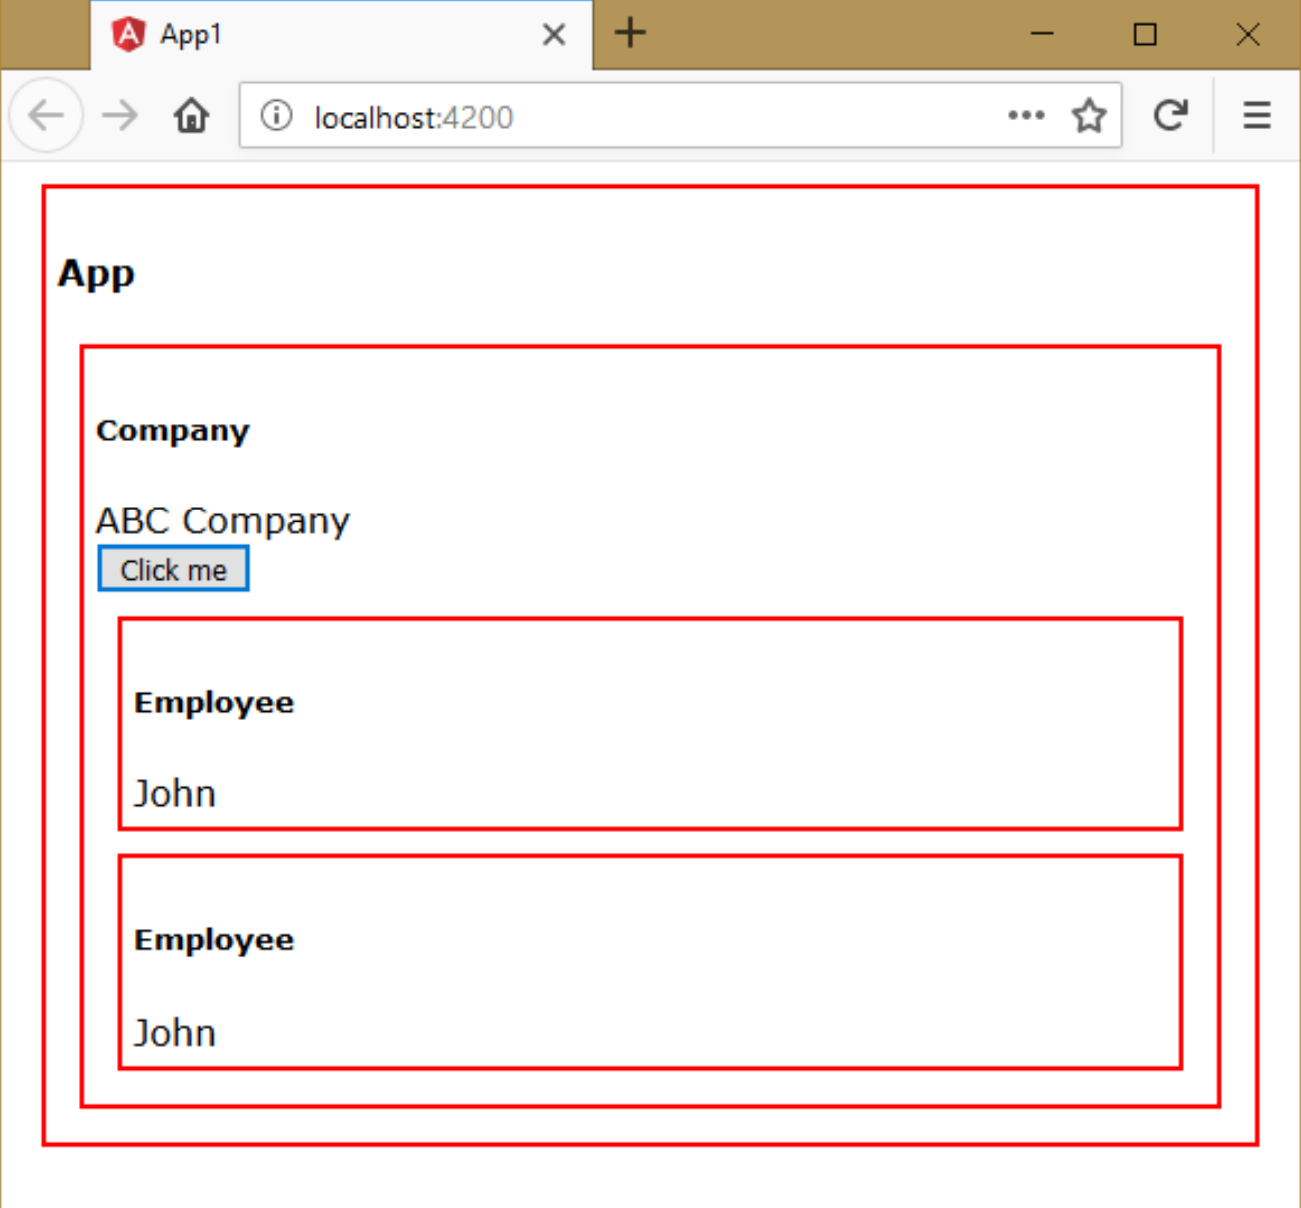 App1
localhost:4200
App
Company
ABC Company
Click me
Employee
John
Employee
John